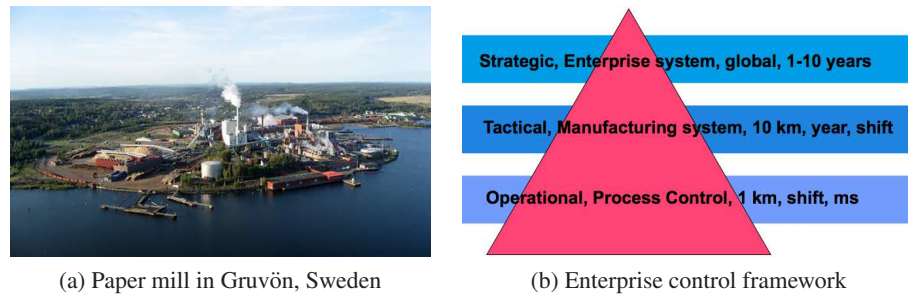 Strategic, Enterprise system, global, 1-10 years
Tactical, Manufacturing system, 10 km, year, shift
Operational, Process Control, 1 km, shift, ms
(a) Paper mill in Gruvön, Sweden
(b) Enterprise control framework